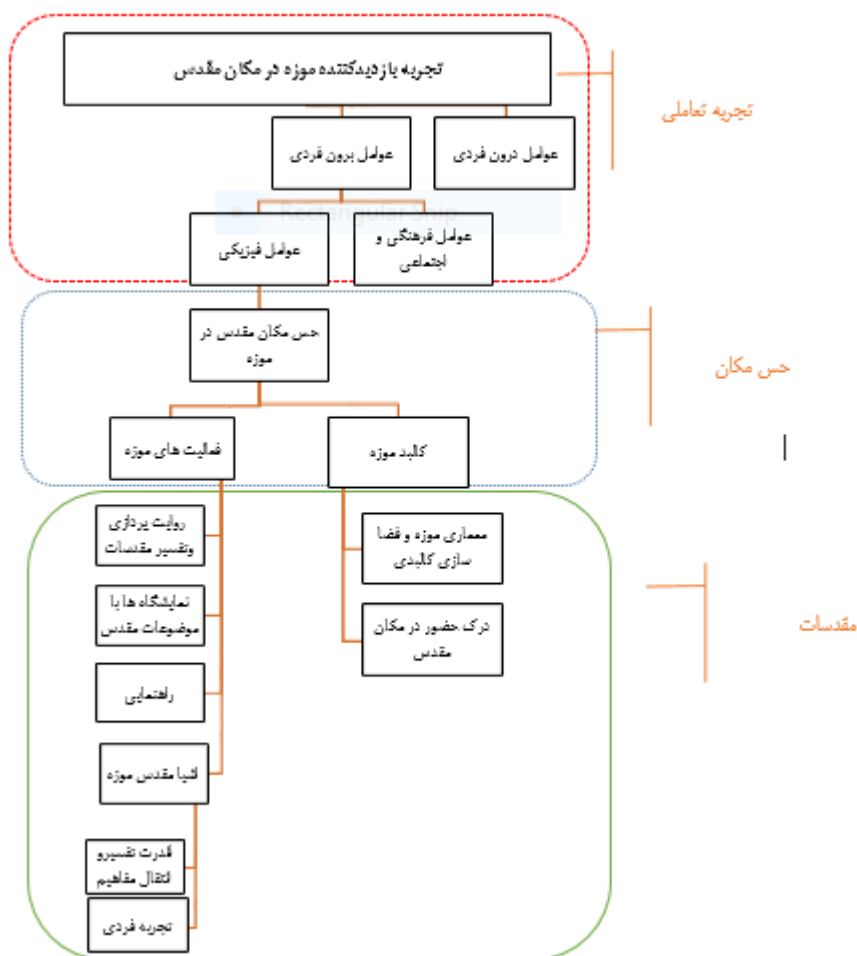 تجربه بازدیدکننده موزه در مکان مقدس
تجربه تعاملی
عوامل درون فردی
عوامل برون فردی
Rectangular Snip
عوامل فرهنگی و
اجتماعی
عوامل فیزیکی
حس مکان مقدس در
موزه
حس مکان
کالبد موزه
فعالیت های موزه
معماری موزه و فضا
سازی کالبدی
روایت پردازی
وتفسیر مقدسات
درک حضور در مکان
مقدس
نمایشگاه ها با
موضوعات مقدس
مقدسات
راهنمایی
اشیا مقدس موزه
قدرت تفسیرو
انتقال مفاهیم
تجربه فردی